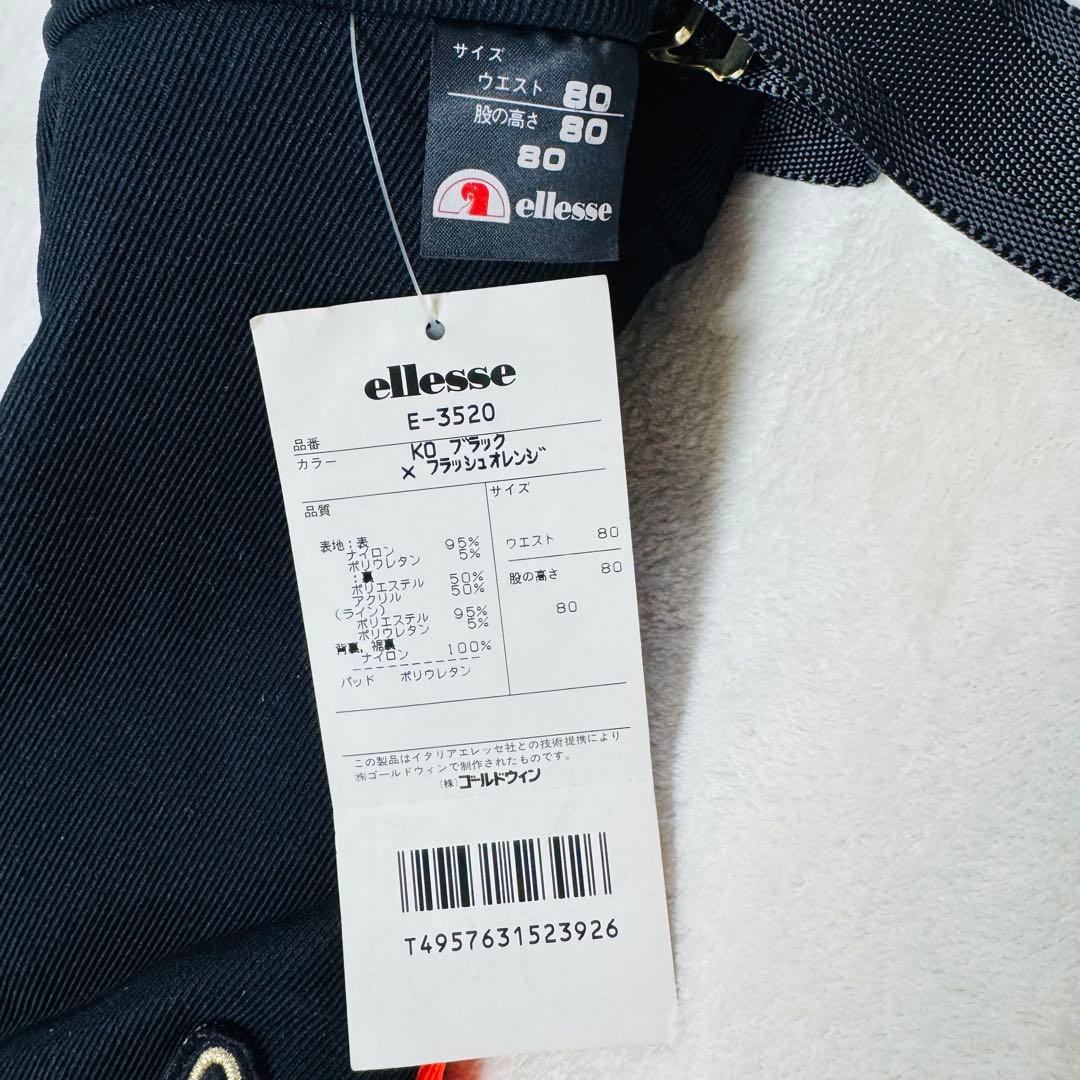 サイズ
ウエスト 80
股の高さ 80
80
ellesse
ellesse
E-3520
品番
カラー KO ブラック
× フラッシュオレンジ
品質
サイズ
表地:表
ナイロン 95%
ポリウレタン 5%
:裏
ポリエステル 50%
アクリル 50%
(ライン)
ポリエステル 95%
ポリウレタン 5%
背裏,裾裏
ナイロン 100%
パッド ポリウレタン
ウエスト 80
股の高さ 80
80
この製品はイタリアエレッセ社との技術提携により
㈱ゴールドウィンで制作されたものです。
(株)ゴールドウイン
T4957631523926